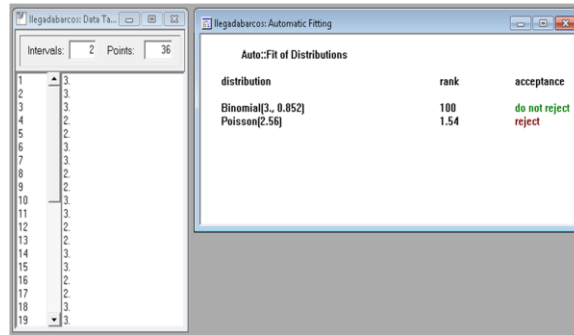 llegadabarcos: Data Ta...
Intervals: 2 Points: 36
1 3.
2 3.
3 3.
4 2.
5 2.
6 3.
7 3.
8 2.
9 2.
10 3.
11 3.
12 2.
13 2.
14 3.
15 3.
16 2.
17 2.
18 3.
19 3.
llegadabarcos: Automatic Fitting
Auto::Fit of Distributions
distribution rank acceptance
Binomial(3., 0.852) 100 do not reject
Poisson(2.56) 1.54 reject